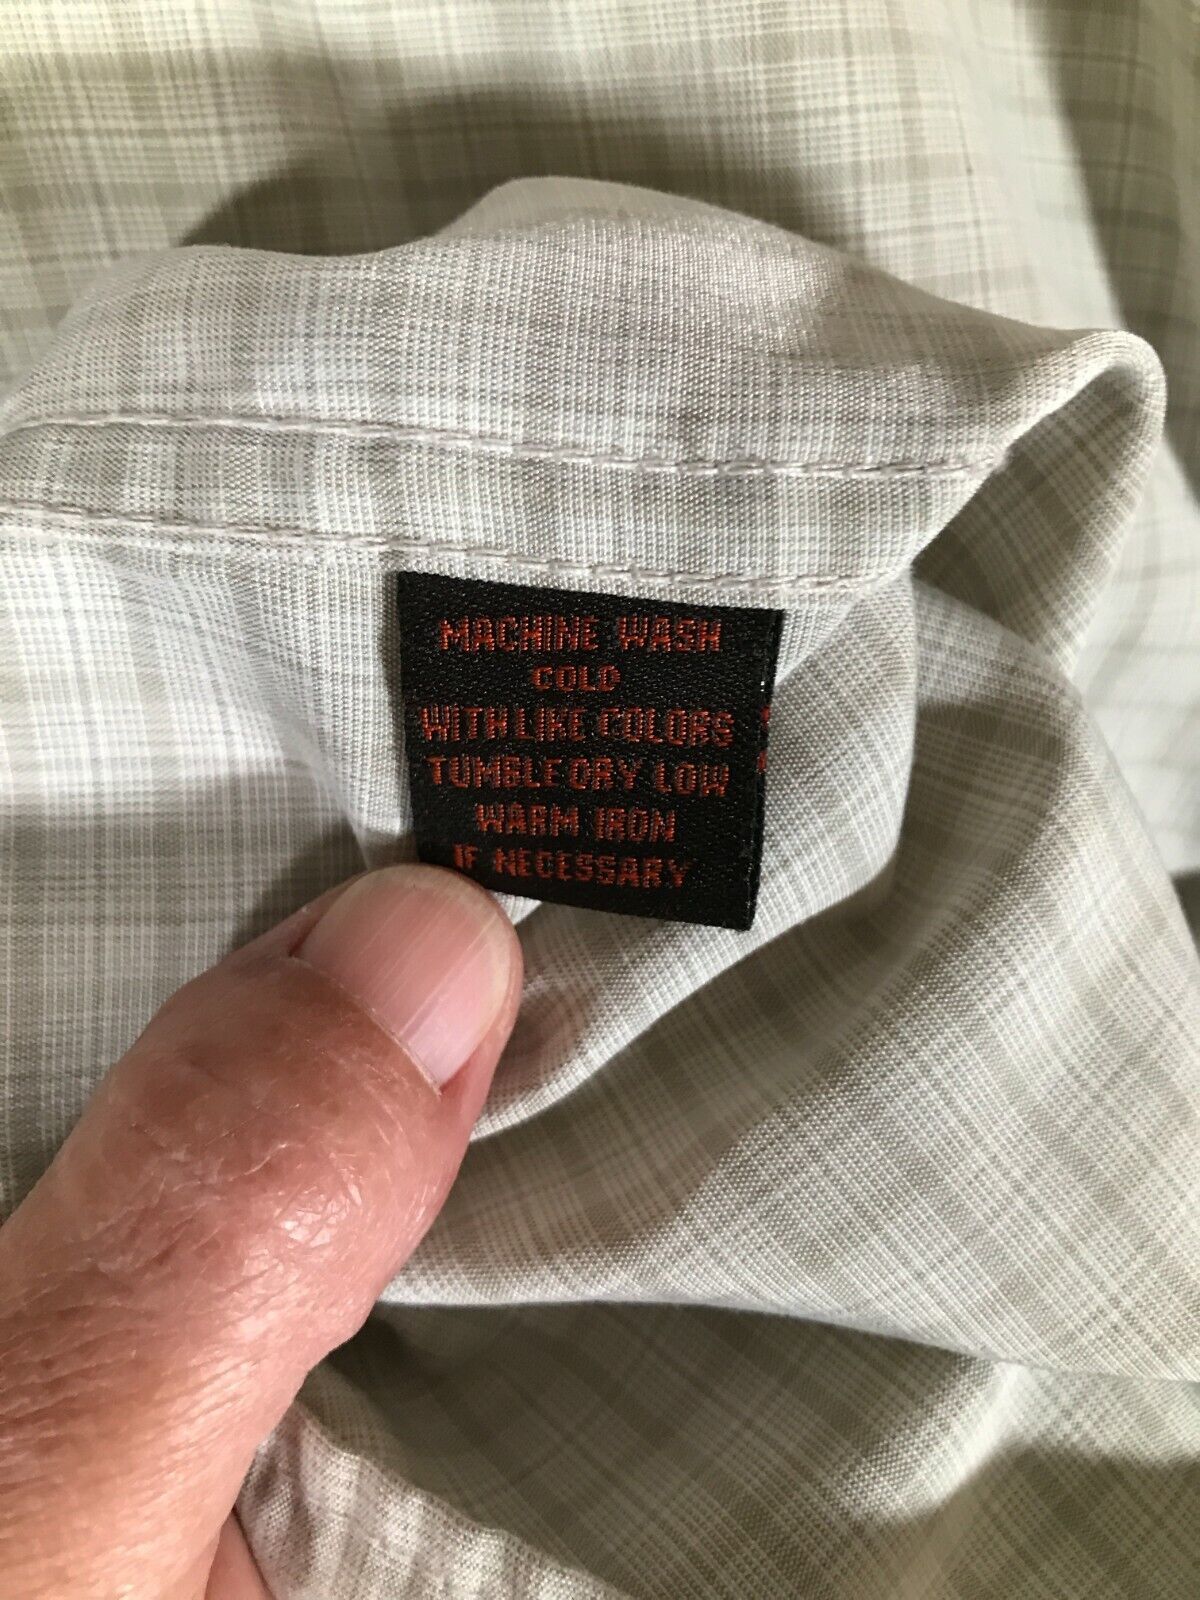 MACHINE WASH
COLD
WITH LIKE COLORS
TUMBLE DRY LOW
WARM IRON
IF NECESSARY